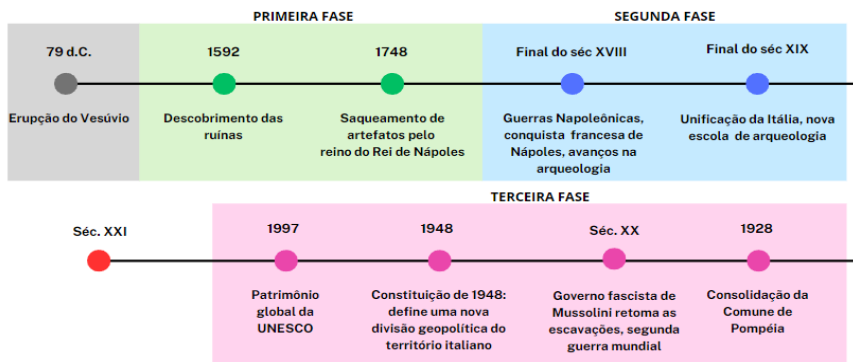 PRIMEIRA FASE
SEGUNDA FASE
79 d.C.
1592
1748
Final do séc XVIII
Final do séc XIX
Erupção do Vesúvio
Descobrimento das
ruínas
Saqueamento de
artefatos pelo
reino do Rei de Nápoles
Guerras Napoleônicas,
conquista francesa de
Nápoles, avanços na
arqueologia
Unificação da Itália, nova
escola de arqueologia
TERCEIRA FASE
Séc. XXI
1997
1948
Séc. XX
1928
Patrimônio
global da
UNESCO
Constituição de 1948:
define uma nova
divisão geopolítica do
território italiano
Governo fascista de
Mussolini retoma as
escavações, segunda
guerra mundial
Consolidação da
Comune de
Pompéia